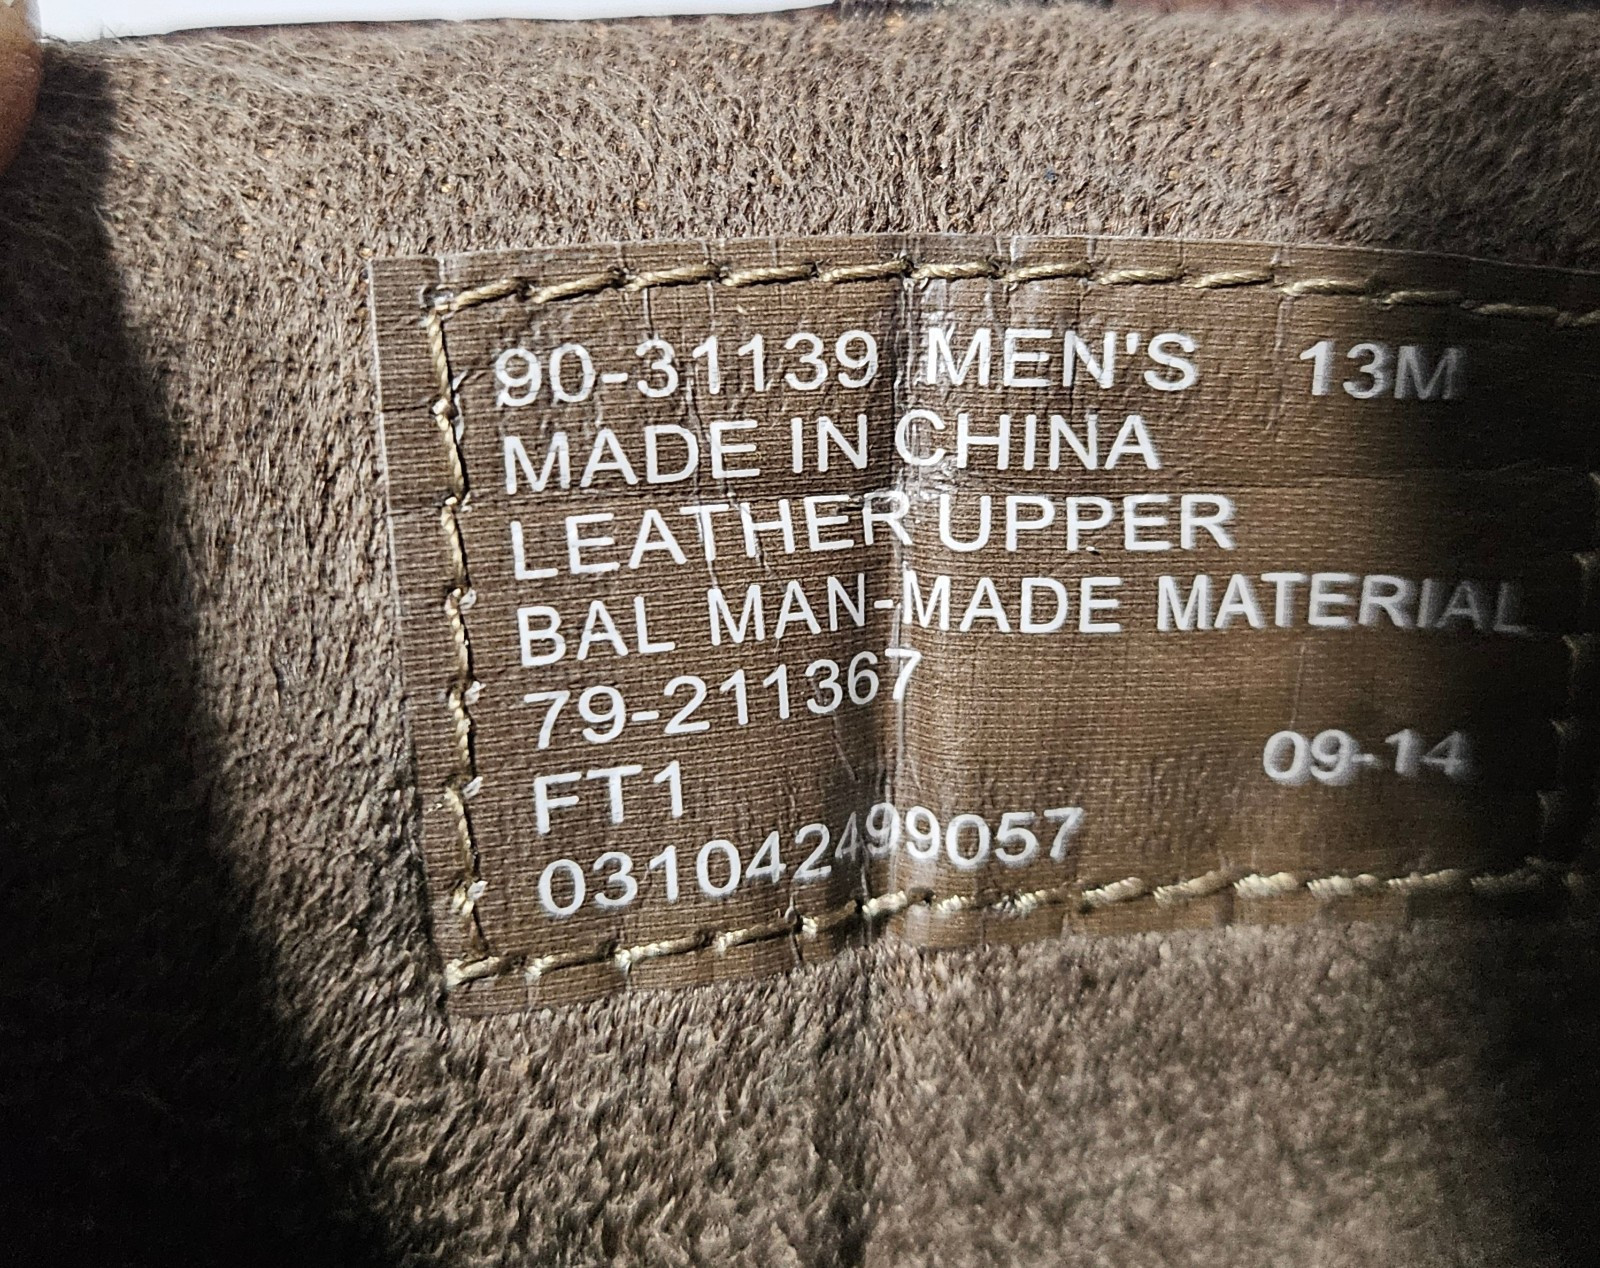 90-31139 MEN'S 13M
MADE IN CHINA
LEATHER UPPER
BAL MAN-MADE MATERIAL
79-211367
FT1 09-14
031042499057